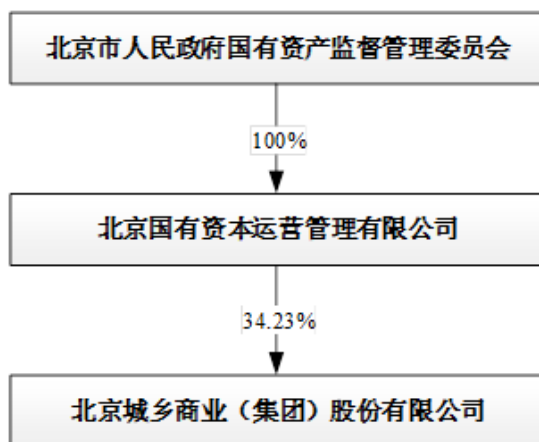 北京市人民政府国有资产监督管理委员会
100%
北京国有资本运营管理有限公司
34.23%
北京城乡商业（集团）股份有限公司